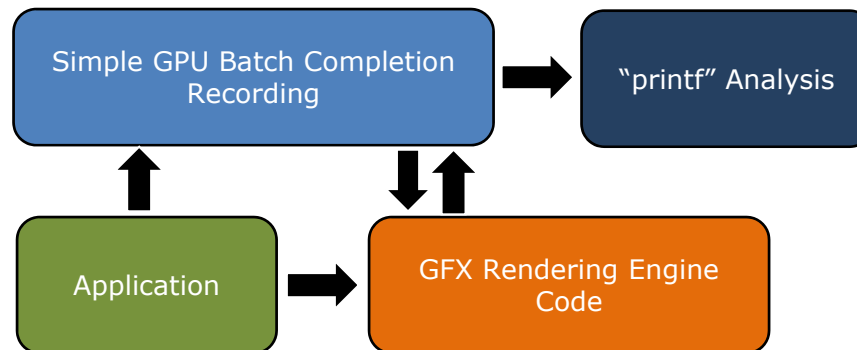 Simple GPU Batch Completion
Recording
“printf” Analysis
Application
GFX Rendering Engine
Code